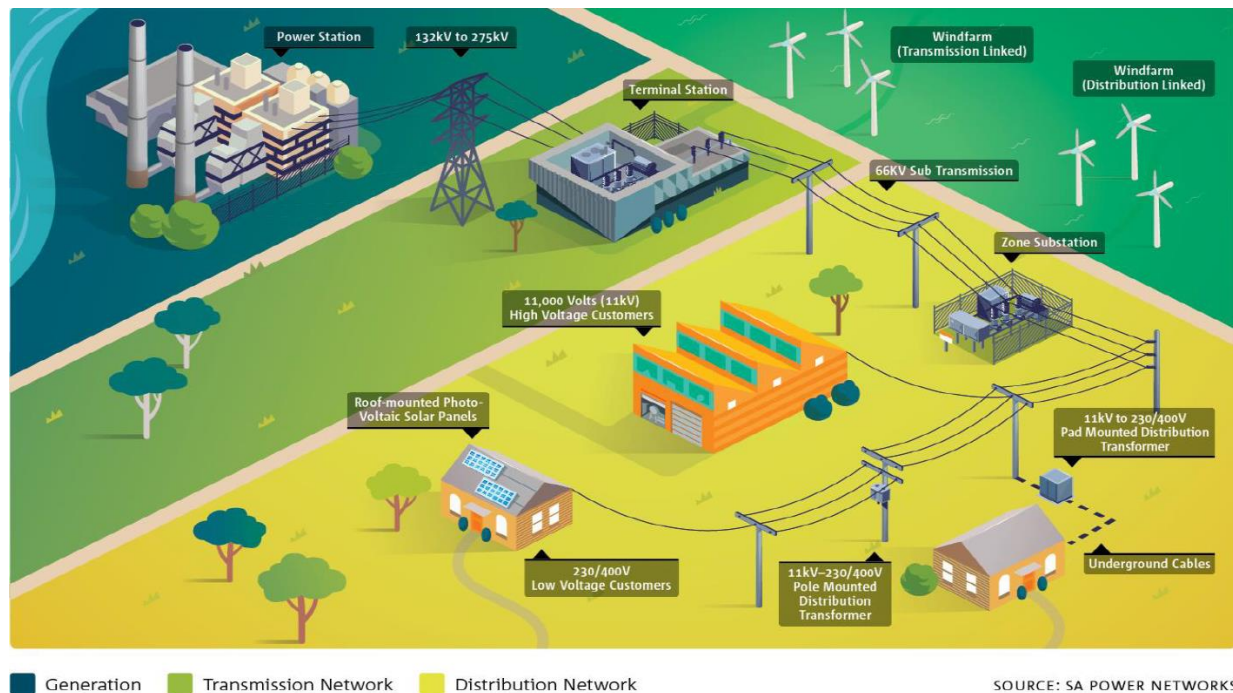 Power Station
132kV to 275kV
Windfarm
(Transmission Linked)
Windfarm
(Distribution Linked)
Terminal Station
66KV Sub Transmission
Zone Substation
11,000 Volts (11kV)
High Voltage Customers
Roof-mounted Photo-
Voltaic Solar Panels
11kV to 230/400V
Pad Mounted Distribution
Transformer
230/400V
Low Voltage Customers
11kV–230/400V
Pole Mounted
Distribution
Transformer
Underground Cables
Generation
Transmission Network
Distribution Network
SOURCE: SA POWER NETWORKS